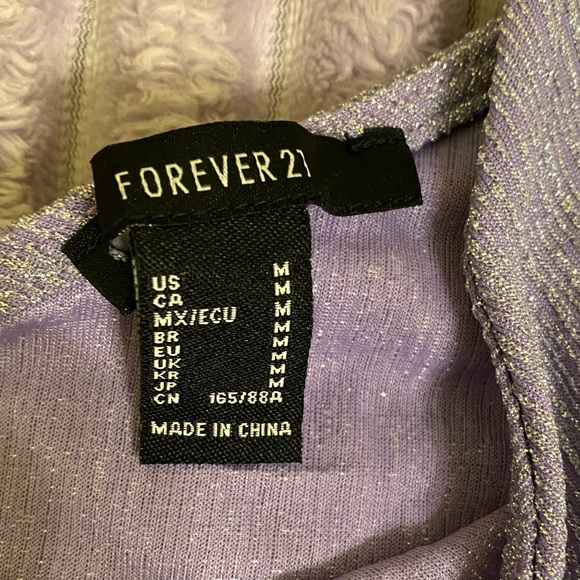 FOREVER 21
US M
CA M
MX/ECU M
BR M
EU M
UK M
KR M
JP M
CN 165/88A
MADE IN CHINA